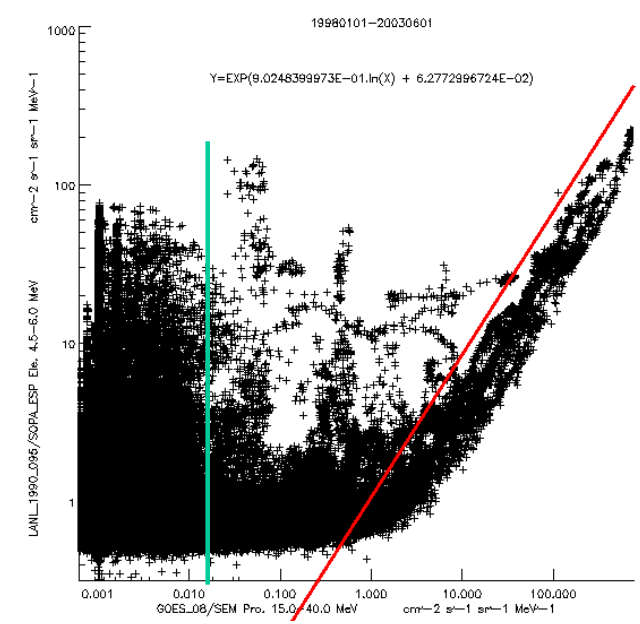 19980101-20030601
Y=EXP(9.0248399973E-01.ln(X) + 6.2772996724E-02)
1000
100
10
1
LANL_1990_095/SOPA_ESP Ele. 4.5-6.0 MeV cm-2 s-1 sr-1 MeV-1
0.001 0.010 0.100 1.000 10.000 100.000
GOES_08/SEM Pro. 15.0/40.0 MeV cm-2 s-1 sr-1 MeV-1